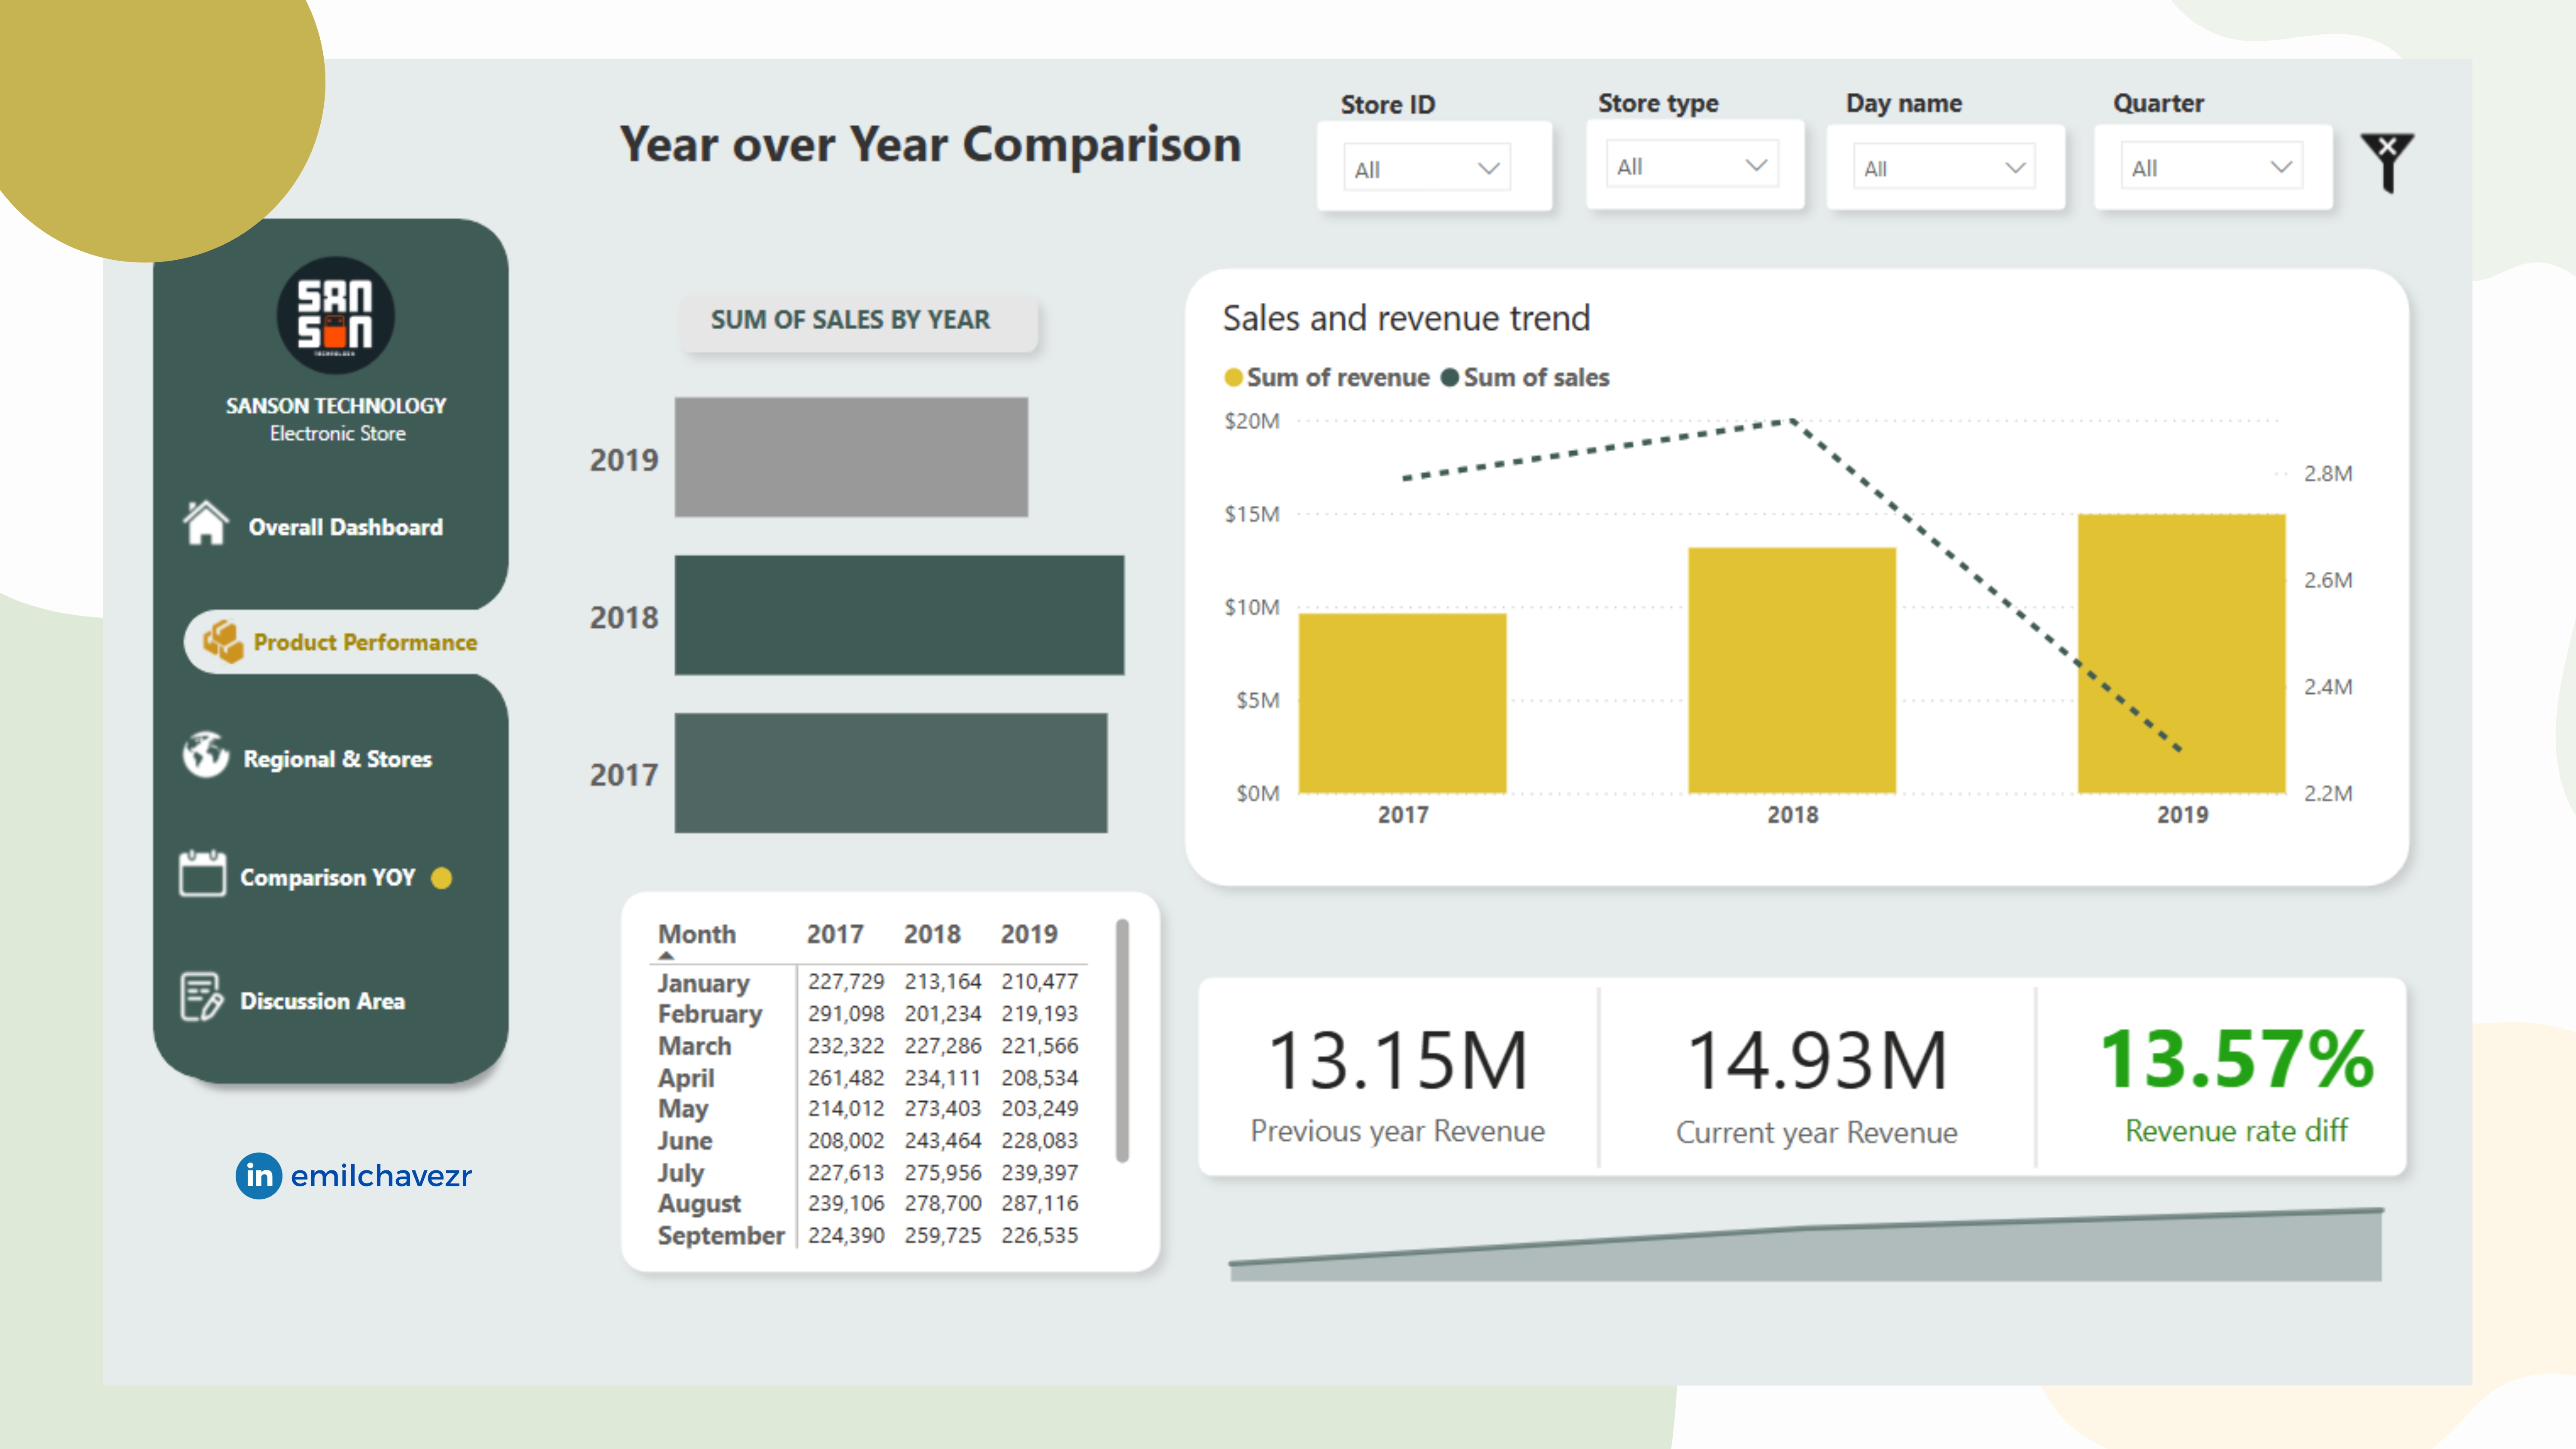 Year over Year Comparison
Store ID
All
Store type
All
Day name
All
Quarter
All
SAN
SON
TECHNOLOGY
SANSON TECHNOLOGY
Electronic Store
Overall Dashboard
Product Performance
Regional & Stores
Comparison YOY
Discussion Area
in emilchavezr
SUM OF SALES BY YEAR
2019
2018
2017
Sales and revenue trend
Sum of revenue Sum of sales
$20M
$15M
$10M
$5M
$0M
2.8M
2.6M
2.4M
2.2M
2017 2018 2019
Month 2017 2018 2019
January 227,729 213,164 210,477
February 291,098 201,234 219,193
March 232,322 227,286 221,566
April 261,482 234,111 208,534
May 214,012 273,403 203,249
June 208,002 243,464 228,083
July 227,613 275,956 239,397
August 239,106 278,700 287,116
September 224,390 259,725 226,535
13.15M
Previous year Revenue
14.93M
Current year Revenue
13.57%
Revenue rate diff